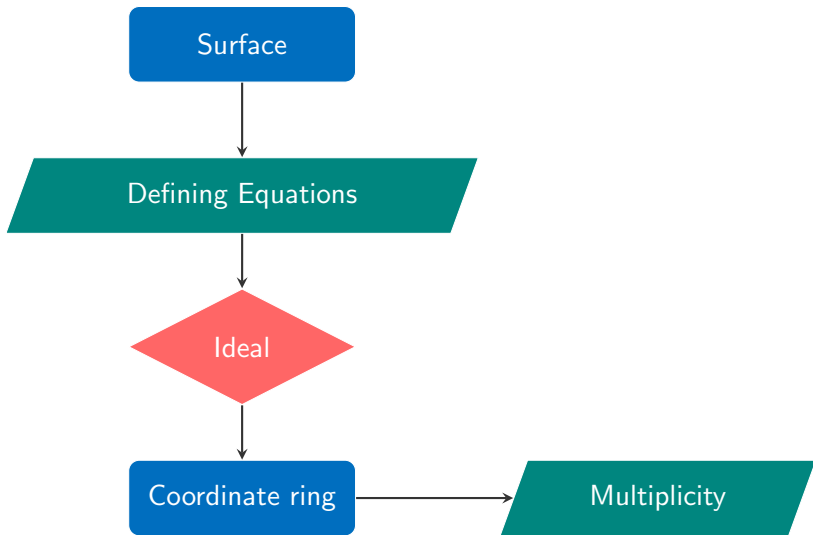 Surface
Defining Equations
Ideal
Coordinate ring
Multiplicity